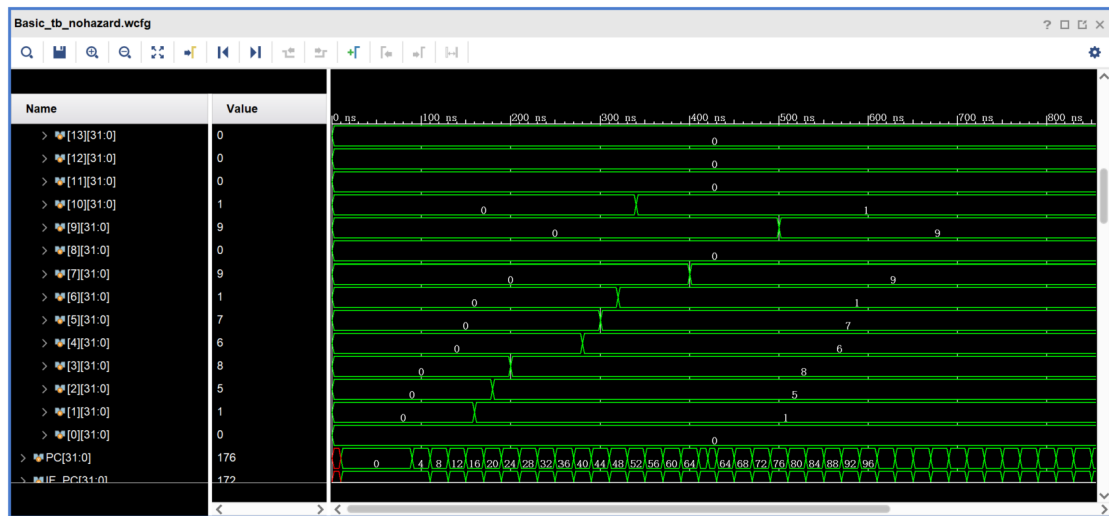 Basic_tb_nohazard.wcfg
Name Value
0 ns 100 ns 200 ns 300 ns 400 ns 500 ns 600 ns 700 ns 800 ns
[13][31:0] 0 0
[12][31:0] 0 0
[11][31:0] 0 0
[10][31:0] 1 0 1
[9][31:0] 9 0 9
[8][31:0] 0 0
[7][31:0] 9 0 9
[6][31:0] 1 0 1
[5][31:0] 7 0 7
[4][31:0] 6 0 6
[3][31:0] 8 0 8
[2][31:0] 5 0 5
[1][31:0] 1 0 1
[0][31:0] 0 0
PC[31:0] 176 0 4 8 12 16 20 24 28 32 36 40 44 48 52 56 60 64 64 68 72 76 80 84 88 92 96
IF_PC[31:0] 172